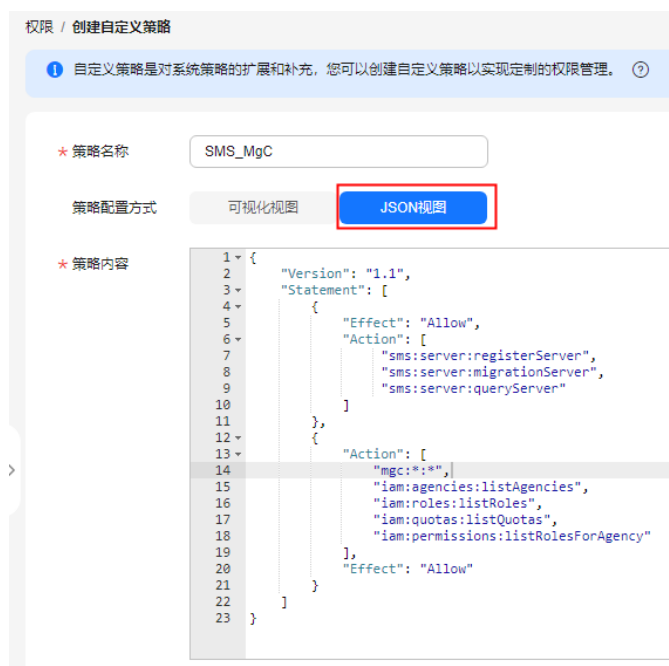 权限 / 创建自定义策略
自定义策略是对系统策略的扩展和补充，您可以创建自定义策略以实现定制的权限管理。 ?
* 策略名称 SMS_MgC
策略配置方式 可视化视图 JSON视图
* 策略内容
1 {
2 "Version": "1.1",
3 "Statement": [
4 {
5 "Effect": "Allow",
6 "Action": [
7 "sms:server:registerServer",
8 "sms:server:migrationServer",
9 "sms:server:queryServer"
10 ]
11 },
12 {
13 "Action": [
14 "mgc:*:*",
15 "iam:agencies:listAgencies",
16 "iam:roles:listRoles",
17 "iam:quotas:listQuotas",
18 "iam:permissions:listRolesForAgency"
19 ],
20 "Effect": "Allow"
21 }
22 ]
23 }